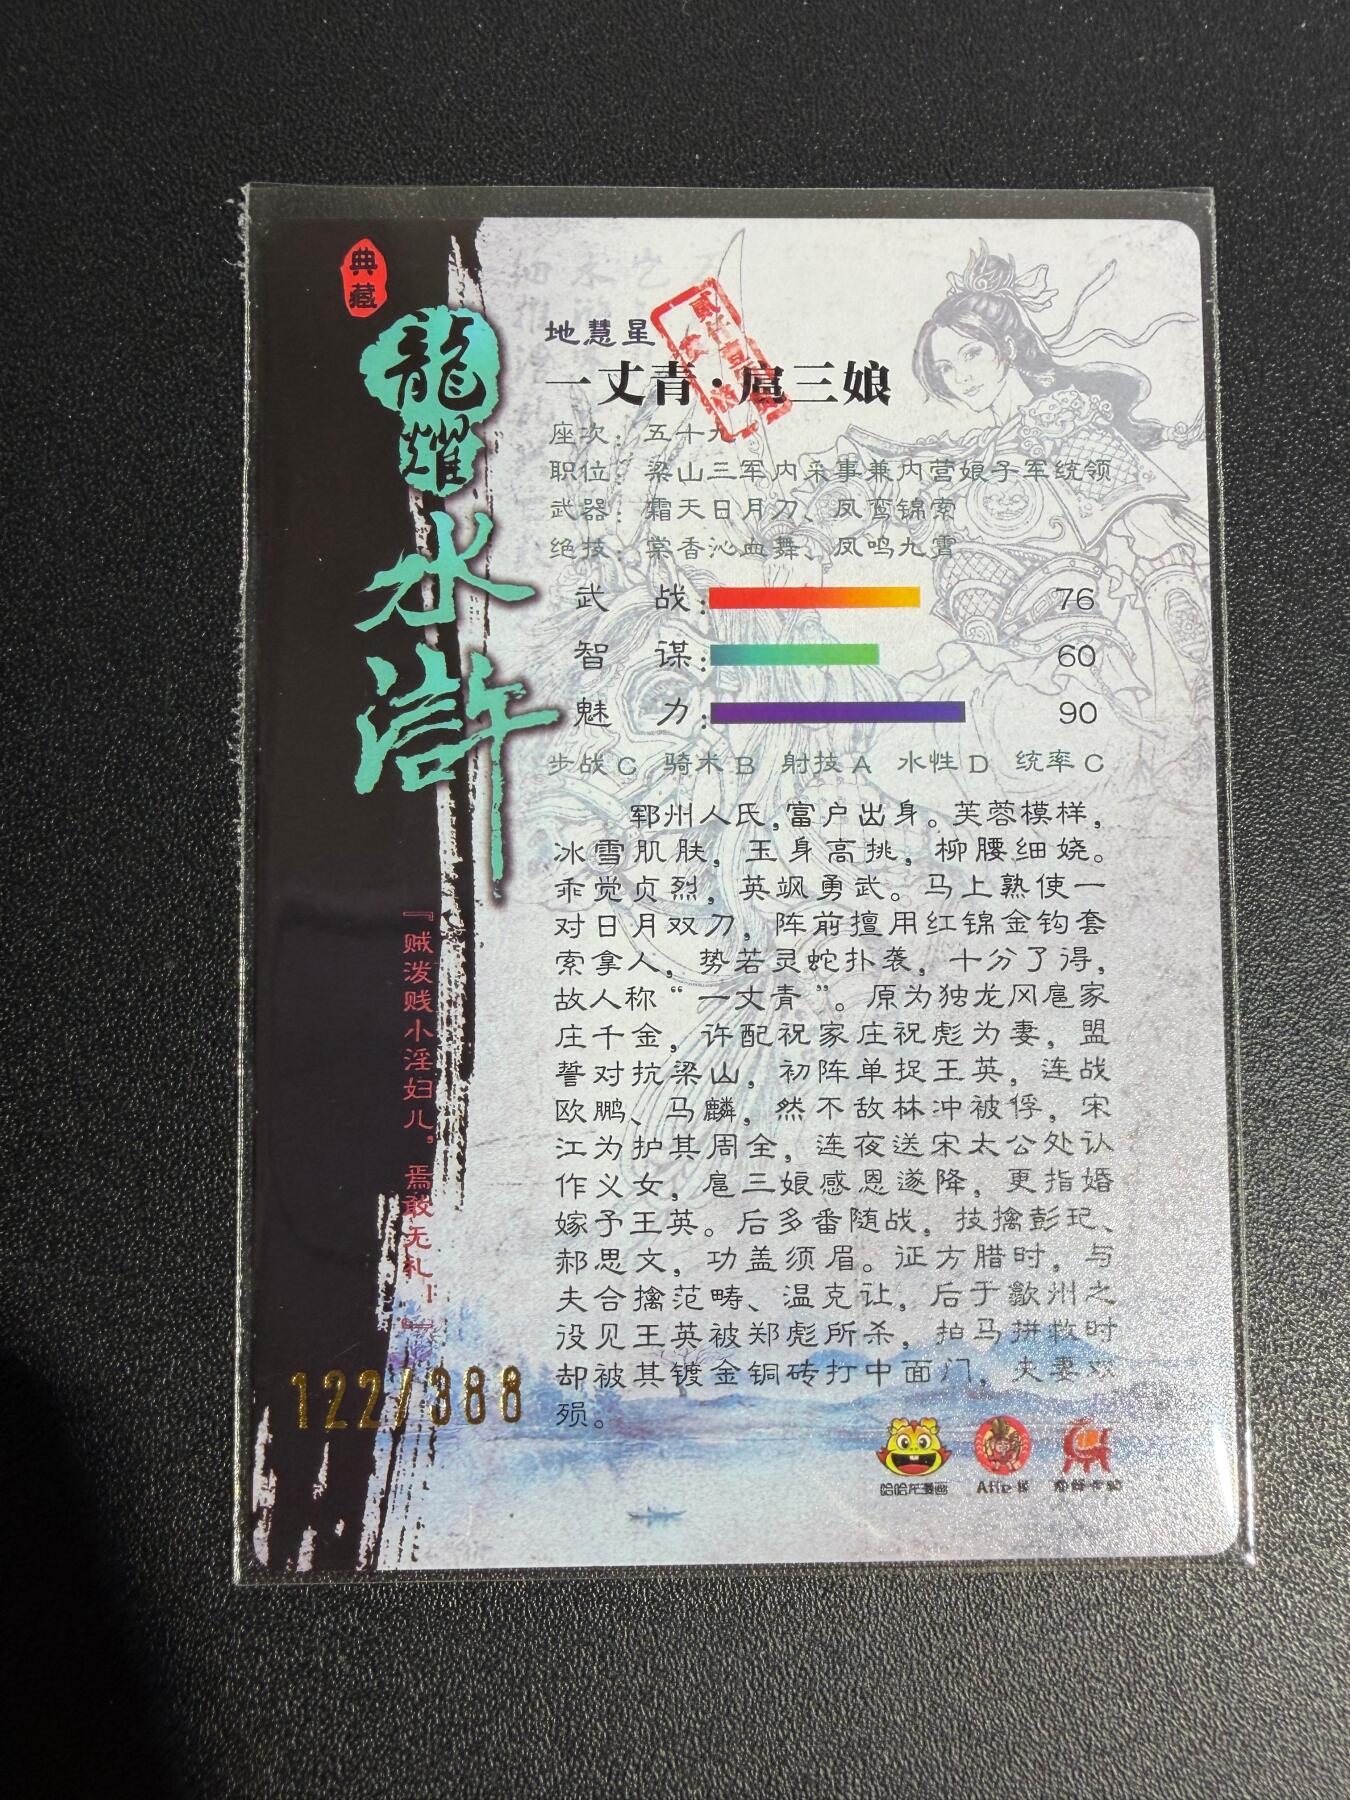 典藏
龍耀
水滸
地慧星
一丈青·扈三娘
座次：五十九
职位：梁山三军内采事兼内营娘子军统领
武器：霜天日月刀、凤鸾锦索
绝技：棠香沁血舞、凤鸣九霄
武 战：76
智 谋：60
魅 力：90
步战C 骑术B 射技A 水性D 统率C
郓州人氏,富户出身。芙蓉模样，
冰雪肌肤，玉身高挑，柳腰细娆。
乖觉贞烈，英飒勇武。马上熟使一
对日月双刀，阵前擅用红锦金钩套
索拿人，势若灵蛇扑袭，十分了得，
故人称“一丈青”。原为独龙冈扈家
庄千金，许配祝家庄祝彪为妻，盟
誓对抗梁山，初阵单捉王英，连战
欧鹏、马麟，然不敌林冲被俘，宋
江为护其周全，连夜送宋太公处认
作义女，扈三娘感恩遂降，更指婚
嫁予王英。后多番随战，技擒彭玘、
郝思文，功盖须眉。征方腊时，与
夫合擒范畴、温克让，后于歙州之
役见王英被郑彪所杀，拍马拼救时
却被其镀金铜砖打中面门，夫妻双
殒。
『贼泼贱小淫妇儿，焉敢无礼！』
122/388
哈哈龙漫画